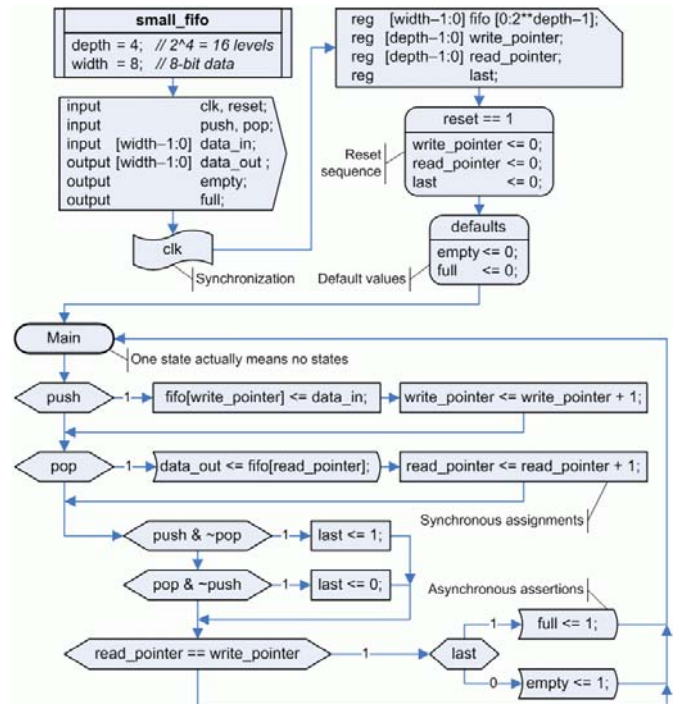 small_fifo
depth = 4; // 2^4 = 16 levels
width = 8; // 8-bit data
input clk, reset;
input push, pop;
input [width–1:0] data_in;
output [width–1:0] data_out ;
output empty;
output full;
clk
Synchronization
reg [width–1:0] fifo [0:2**depth–1];
reg [depth–1:0] write_pointer;
reg [depth–1:0] read_pointer;
reg last;
reset == 1
write_pointer <= 0;
read_pointer <= 0;
last <= 0;
Reset
sequence
defaults
empty <= 0;
full <= 0;
Default values
Main
One state actually means no states
push
1
fifo[write_pointer] <= data_in;
write_pointer <= write_pointer + 1;
pop
1
data_out <= fifo[read_pointer];
read_pointer <= read_pointer + 1;
Synchronous assignments
push & ~pop
1
last <= 1;
pop & ~push
1
last <= 0;
Asynchronous assertions
read_pointer == write_pointer
1
last
1
full <= 1;
0
empty <= 1;